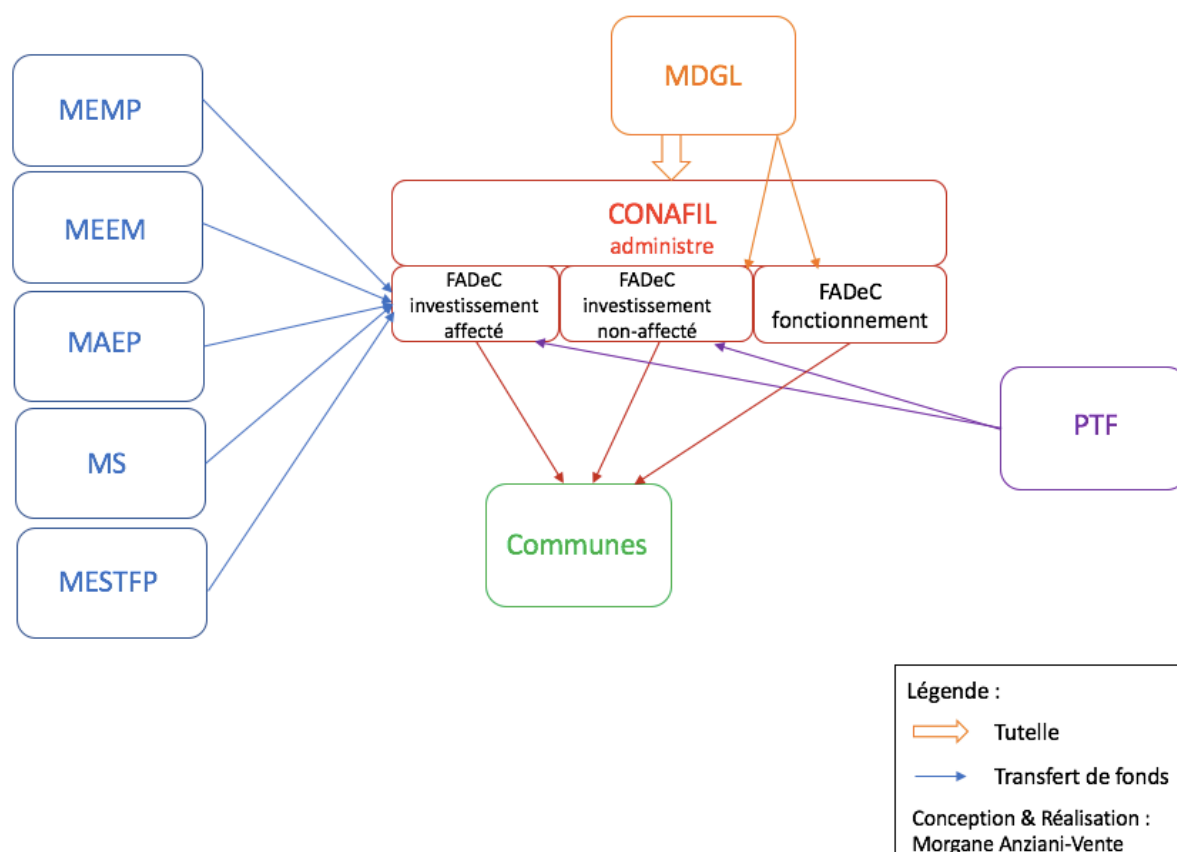 MDGL
MEMP
MEEM
MAEP
MS
MESTFP
CONAFIL
administre
FADeC
investissement
affecté
FADeC
investissement
non-affecté
FADeC
fonctionnement
PTF
Communes
Légende :
Tutelle
Transfert de fonds
Conception & Réalisation :
Morgane Anziani-Vente